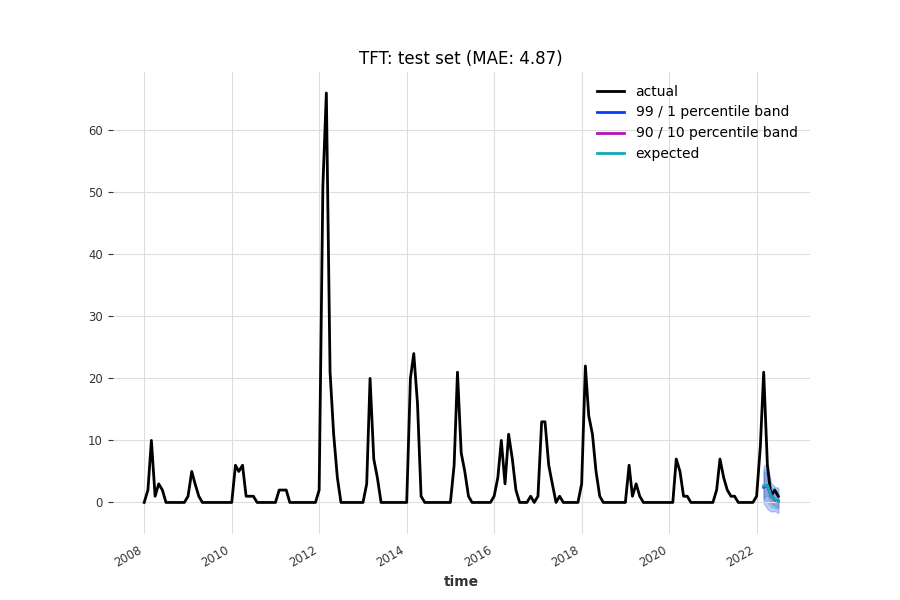 TFT: test set (MAE: 4.87)
actual
99 / 1 percentile band
90 / 10 percentile band
expected
60
50
40
30
20
10
0
2008
2010
2012
2014
2016
2018
2020
2022
time